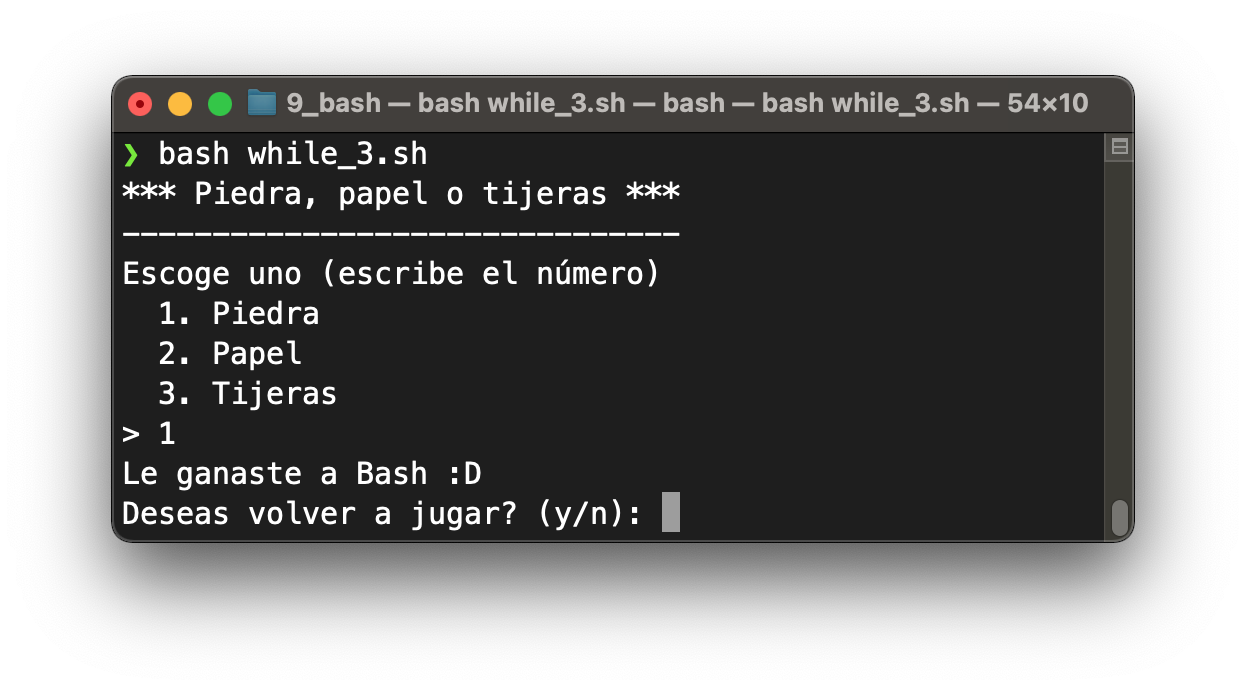 9_bash — bash while_3.sh — bash — bash while_3.sh — 54×10
❯ bash while_3.sh
*** Piedra, papel o tijeras ***
-------------------------------
Escoge uno (escribe el número)
  1. Piedra
  2. Papel
  3. Tijeras
> 1
Le ganaste a Bash :D
Deseas volver a jugar? (y/n):